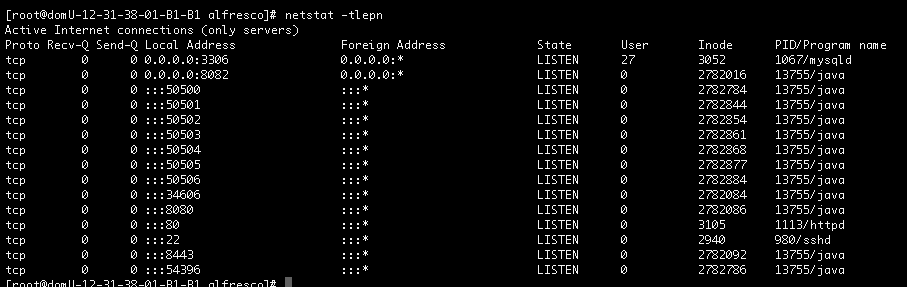 [root@domU-12-31-38-01-B1-B1 alfresco]# netstat -tlepn
Active Internet connections (only servers)
Proto Recv-Q Send-Q Local Address Foreign Address State User Inode PID/Program name
tcp 0 0 0.0.0.0:3306 0.0.0.0:* LISTEN 27 3052 1067/mysqld
tcp 0 0 0.0.0.0:8082 0.0.0.0:* LISTEN 0 2782016 13755/java
tcp 0 0 :::50500 :::* LISTEN 0 2782784 13755/java
tcp 0 0 :::50501 :::* LISTEN 0 2782844 13755/java
tcp 0 0 :::50502 :::* LISTEN 0 2782854 13755/java
tcp 0 0 :::50503 :::* LISTEN 0 2782861 13755/java
tcp 0 0 :::50504 :::* LISTEN 0 2782868 13755/java
tcp 0 0 :::50505 :::* LISTEN 0 2782877 13755/java
tcp 0 0 :::50506 :::* LISTEN 0 2782884 13755/java
tcp 0 0 :::34606 :::* LISTEN 0 2782084 13755/java
tcp 0 0 :::8080 :::* LISTEN 0 2782086 13755/java
tcp 0 0 :::80 :::* LISTEN 0 3105 1113/httpd
tcp 0 0 :::22 :::* LISTEN 0 2940 980/sshd
tcp 0 0 :::8443 :::* LISTEN 0 2782092 13755/java
tcp 0 0 :::54396 :::* LISTEN 0 2782786 13755/java
[root@domU-12-31-38-01-B1-B1 alfresco]#